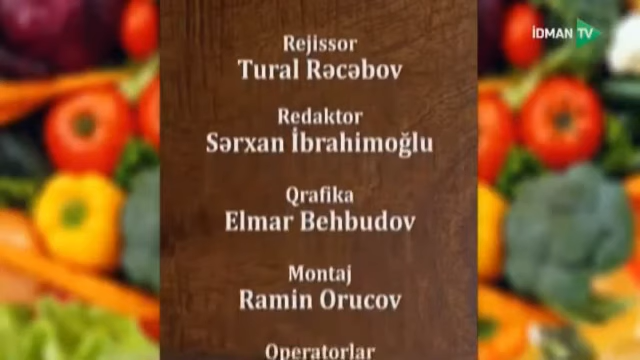 İDMAN TV
Rejissor
Tural Rəcəbov
Redaktor
Sərxan İbrahimoğlu
Qrafika
Elmar Behbudov
Montaj
Ramin Orucov
Operatorlar